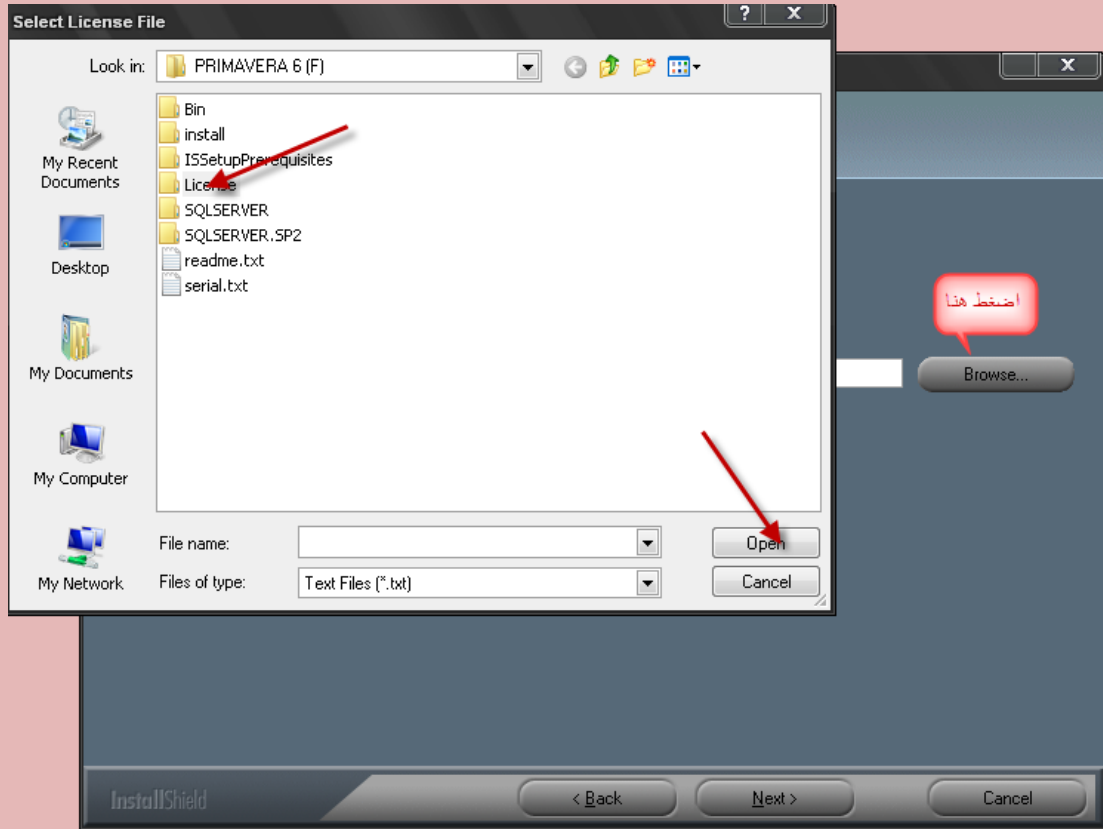 Select License File
Look in: PRIMAVERA 6 (F)
My Recent Documents
Desktop
My Documents
My Computer
My Network
Bin
install
ISSetupPrerequisites
License
SQLSERVER
SQLSERVER.SP2
readme.txt
serial.txt
File name:
Open
Files of type: Text Files (*.txt)
Cancel
اضغط هنا
Browse...
InstallShield
< Back
Next >
Cancel